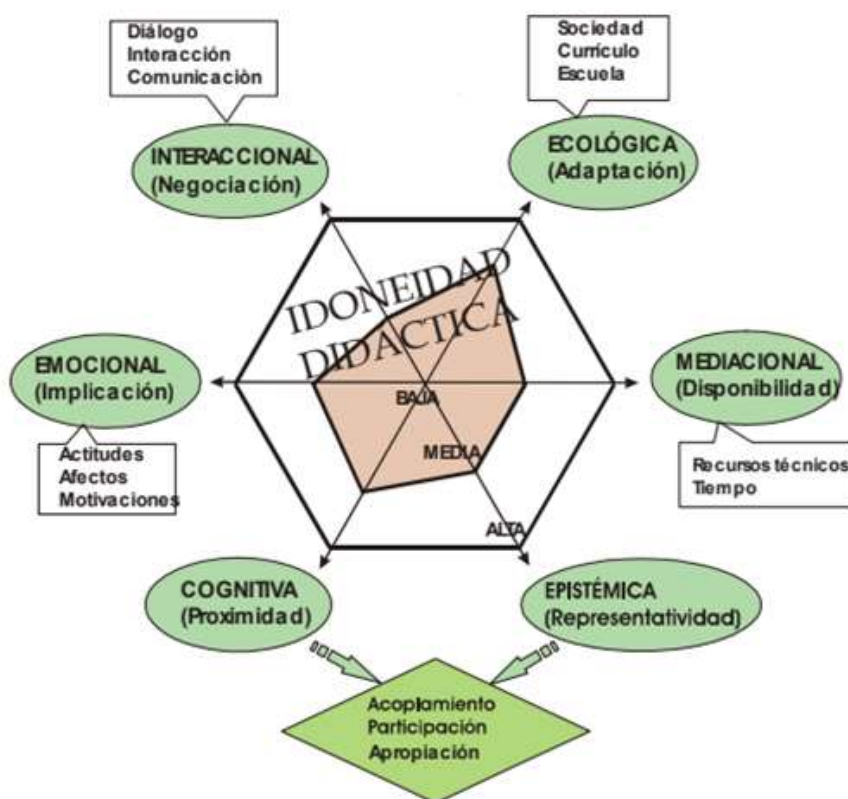 Diálogo
Interacción
Comunicaciòn
Sociedad
Currículo
Escuela
INTERACCIONAL
(Negociación)
ECOLÓGICA
(Adaptación)
IDONEIDAD
DIDÁCTICA
EMOCIONAL
(Implicación)
MEDIACIONAL
(Disponibilidad)
BAJA
MEDIA
ALTA
Actitudes
Afectos
Motivaciones
Recursos técnicos
Tiempo
COGNITIVA
(Proximidad)
EPISTÉMICA
(Representatividad)
Acoplamiento
Participación
Apropiación